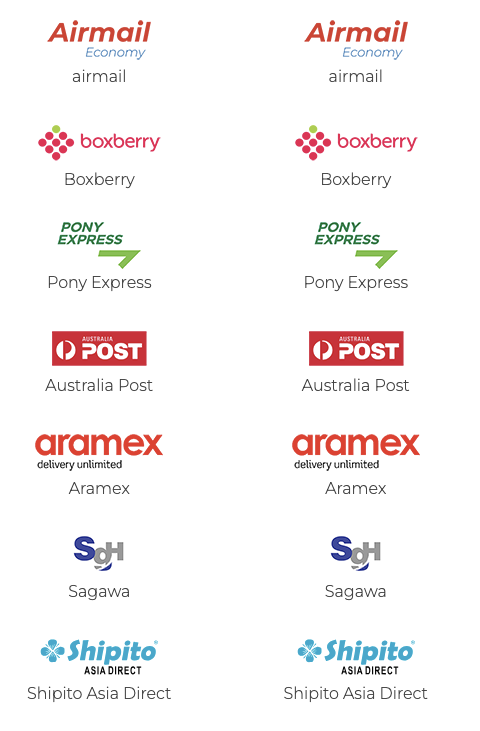 Airmail Airmail
Economy Economy
airmail airmail
boxberry boxberry
Boxberry Boxberry
PONY PONY
EXPRESS EXPRESS
Pony Express Pony Express
AUSTRALIA AUSTRALIA
POST POST
Australia Post Australia Post
aramex aramex
delivery unlimited delivery unlimited
Aramex Aramex
SGH SGH
Sagawa Sagawa
Shipito® Shipito®
ASIA DIRECT ASIA DIRECT
Shipito Asia Direct Shipito Asia Direct